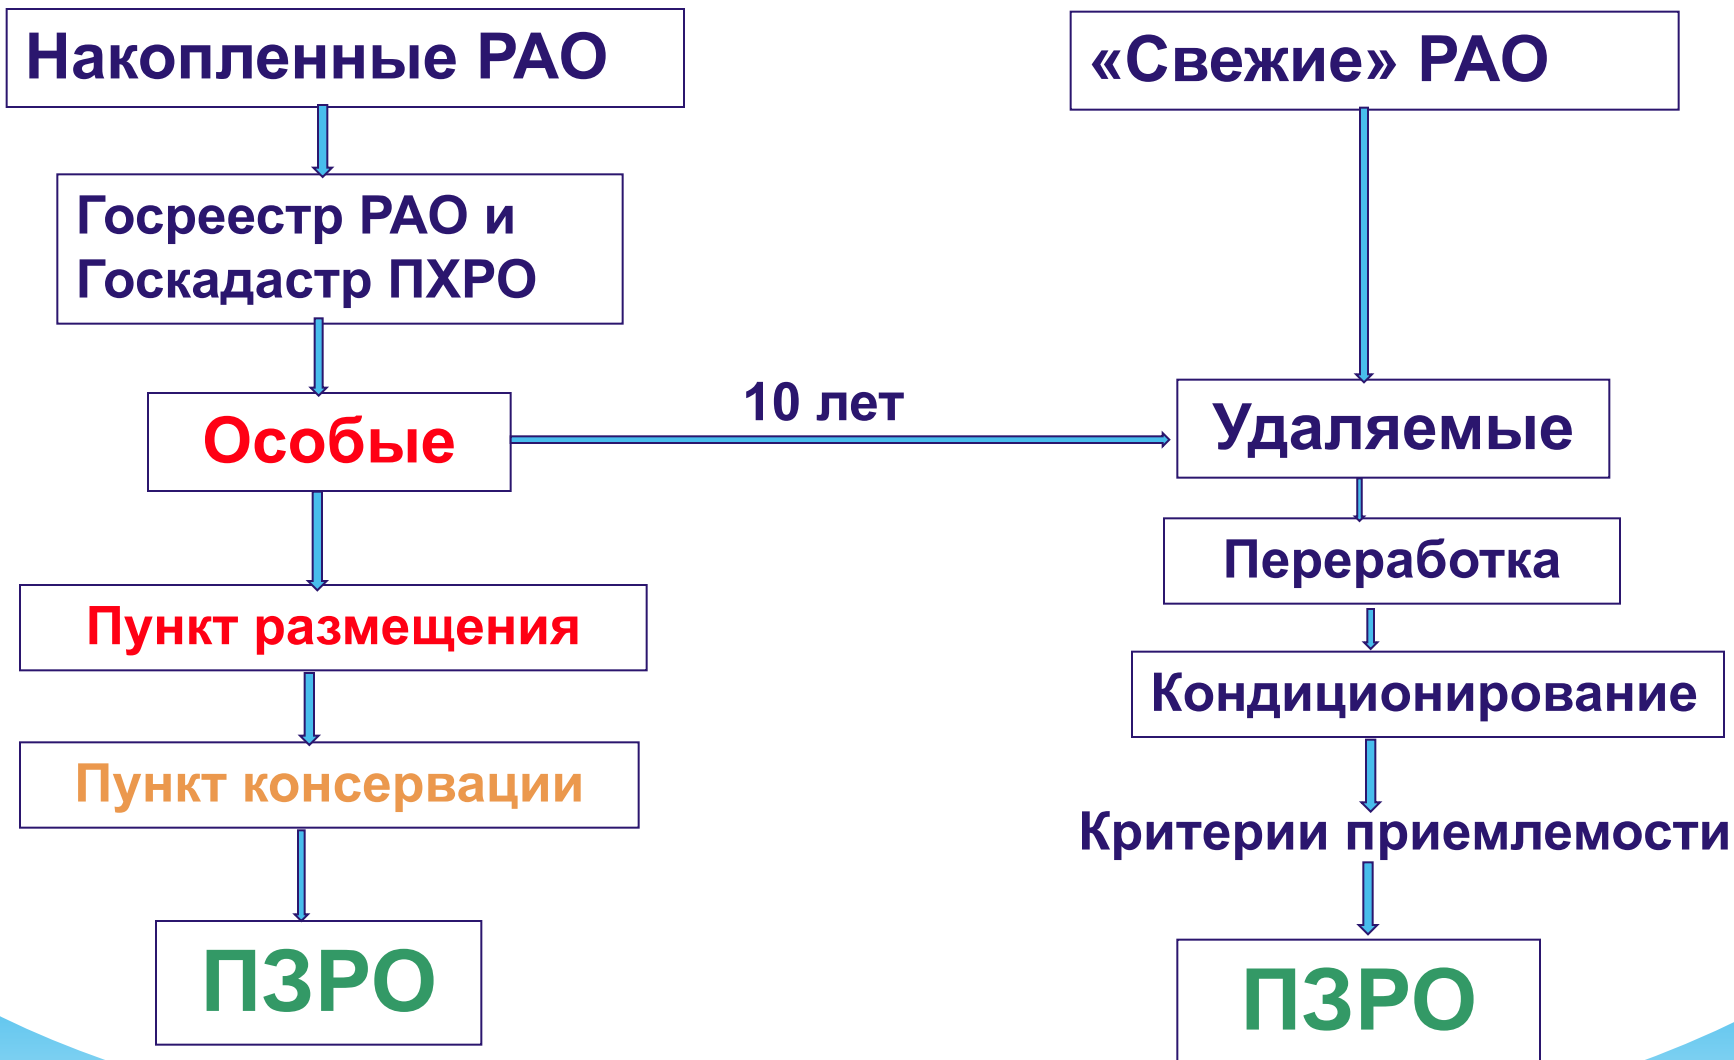 Накопленные РАО
«Свежие» РАО
Госреестр РАО и
Госкадастр ПХРО
Особые
10 лет
Удаляемые
Переработка
Пункт размещения
Кондиционирование
Пункт консервации
Критерии приемлемости
ПЗРО
ПЗРО